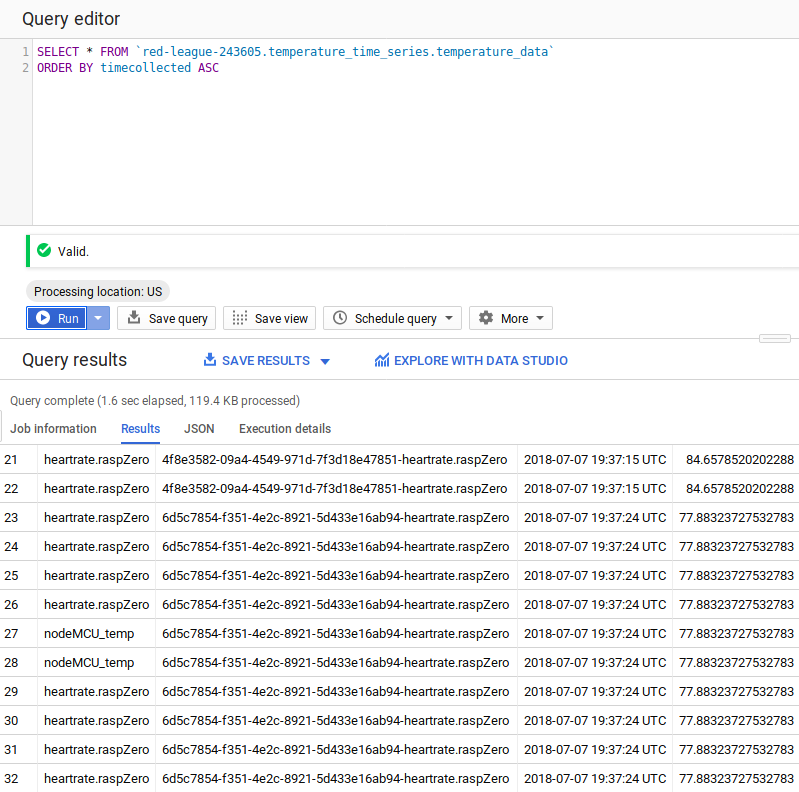 Query editor
1 SELECT * FROM `red-league-243605.temperature_time_series.temperature_data`
2 ORDER BY timecollected ASC
Valid.
Processing location: US
Run Save query Save view Schedule query More
Query results SAVE RESULTS EXPLORE WITH DATA STUDIO
Query complete (1.6 sec elapsed, 119.4 KB processed)
Job information Results JSON Execution details
21 heartrate.raspZero 4f8e3582-09a4-4549-971d-7f3d18e47851-heartrate.raspZero 2018-07-07 19:37:15 UTC 84.6578520202288
22 heartrate.raspZero 4f8e3582-09a4-4549-971d-7f3d18e47851-heartrate.raspZero 2018-07-07 19:37:15 UTC 84.6578520202288
23 heartrate.raspZero 6d5c7854-f351-4e2c-8921-5d433e16ab94-heartrate.raspZero 2018-07-07 19:37:24 UTC 77.88323727532783
24 heartrate.raspZero 6d5c7854-f351-4e2c-8921-5d433e16ab94-heartrate.raspZero 2018-07-07 19:37:24 UTC 77.88323727532783
25 heartrate.raspZero 6d5c7854-f351-4e2c-8921-5d433e16ab94-heartrate.raspZero 2018-07-07 19:37:24 UTC 77.88323727532783
26 heartrate.raspZero 6d5c7854-f351-4e2c-8921-5d433e16ab94-heartrate.raspZero 2018-07-07 19:37:24 UTC 77.88323727532783
27 nodeMCU_temp 6d5c7854-f351-4e2c-8921-5d433e16ab94-heartrate.raspZero 2018-07-07 19:37:24 UTC 77.88323727532783
28 nodeMCU_temp 6d5c7854-f351-4e2c-8921-5d433e16ab94-heartrate.raspZero 2018-07-07 19:37:24 UTC 77.88323727532783
29 heartrate.raspZero 6d5c7854-f351-4e2c-8921-5d433e16ab94-heartrate.raspZero 2018-07-07 19:37:24 UTC 77.88323727532783
30 heartrate.raspZero 6d5c7854-f351-4e2c-8921-5d433e16ab94-heartrate.raspZero 2018-07-07 19:37:24 UTC 77.88323727532783
31 heartrate.raspZero 6d5c7854-f351-4e2c-8921-5d433e16ab94-heartrate.raspZero 2018-07-07 19:37:24 UTC 77.88323727532783
32 heartrate.raspZero 6d5c7854-f351-4e2c-8921-5d433e16ab94-heartrate.raspZero 2018-07-07 19:37:24 UTC 77.88323727532783